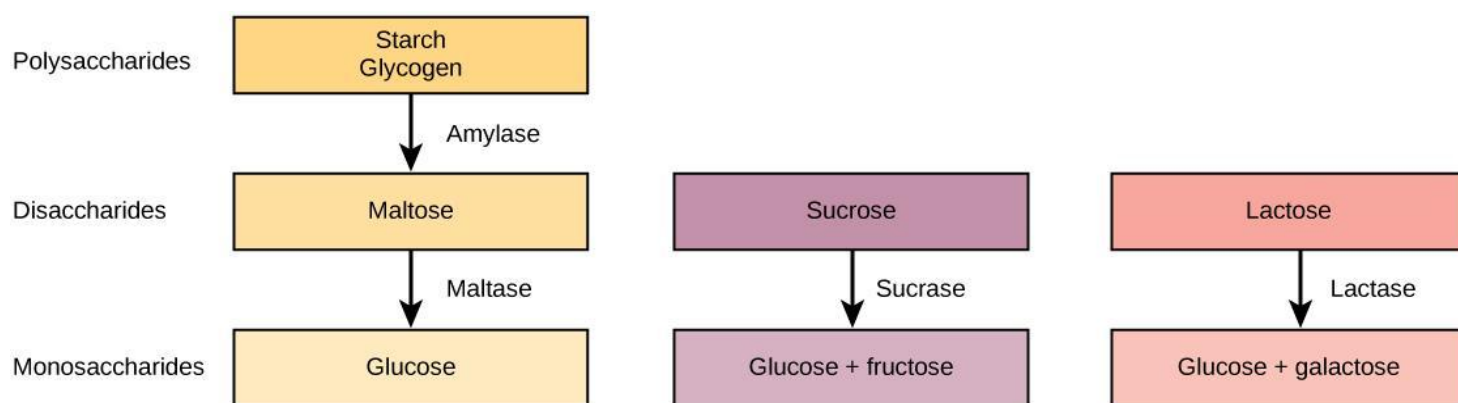 Polysaccharides
Starch
Glycogen
Amylase
Disaccharides
Maltose
Sucrose
Lactose
Maltase
Sucrase
Lactase
Monosaccharides
Glucose
Glucose + fructose
Glucose + galactose